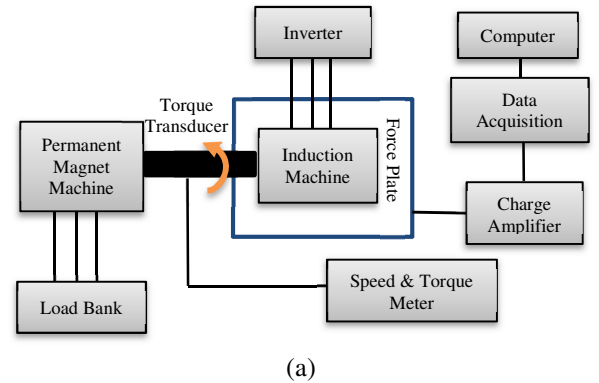 Inverter
Computer
Torque
Transducer
Force Plate
Data
Acquisition
Permanent
Magnet
Machine
Induction
Machine
Charge
Amplifier
Speed & Torque
Meter
Load Bank
(a)